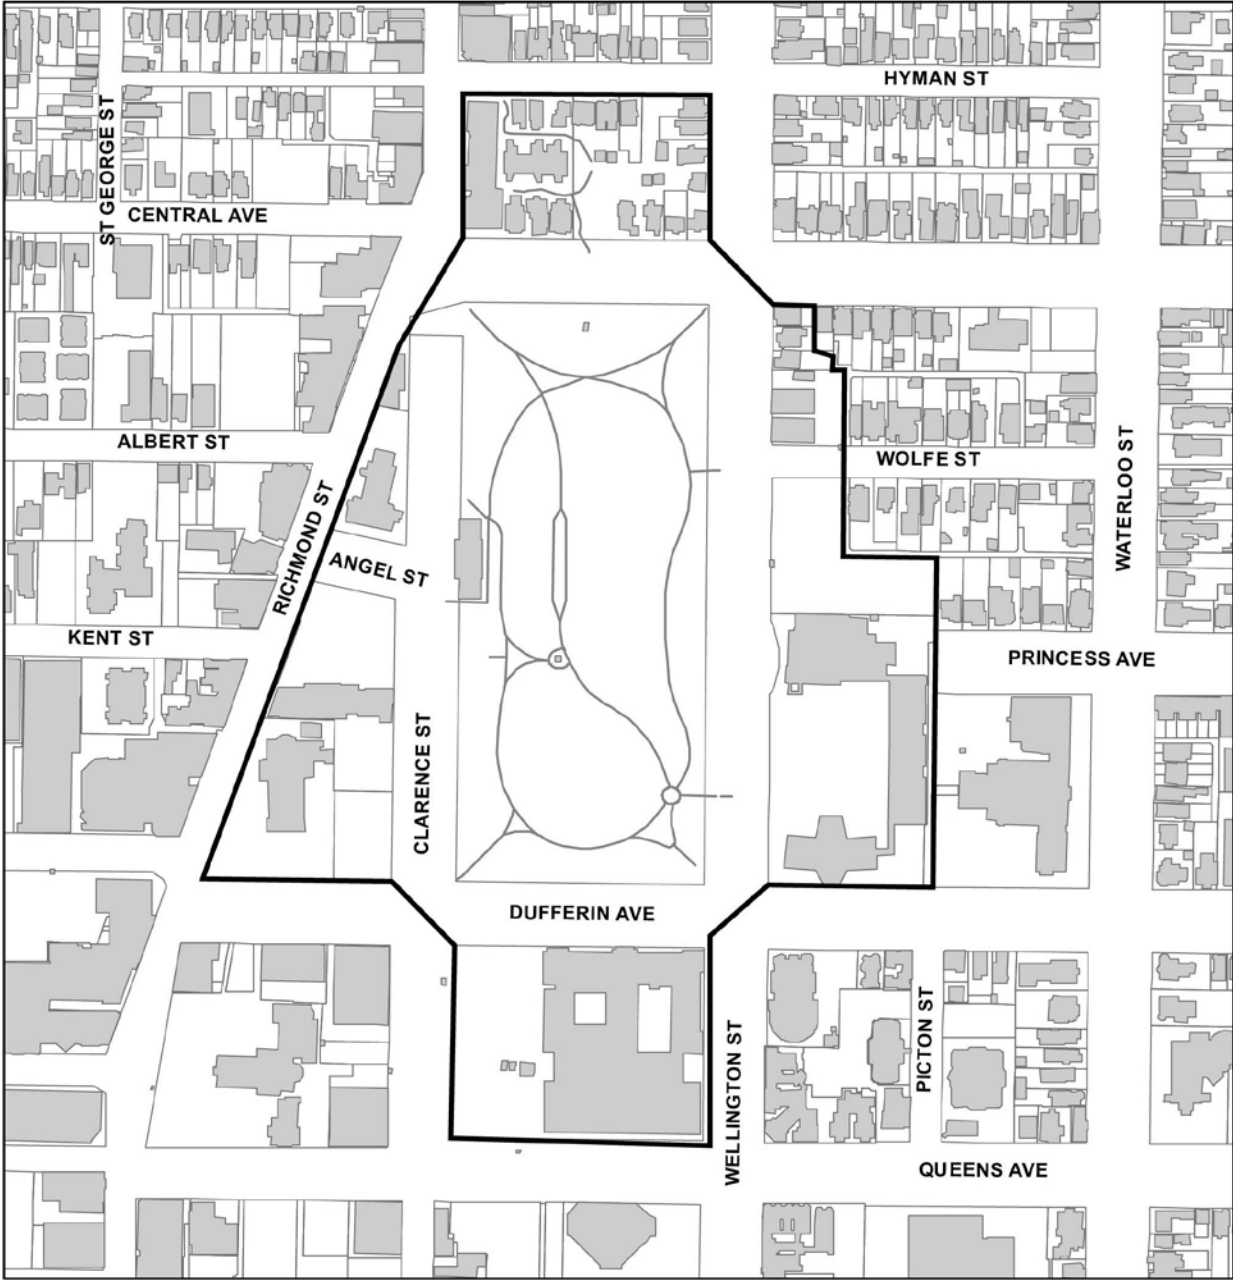 HYMAN ST
ST GEORGE ST
CENTRAL AVE
ALBERT ST
WOLFE ST
WATERLOO ST
RICHMOND ST
ANGEL ST
KENT ST
PRINCESS AVE
CLARENCE ST
DUFFERIN AVE
PICTON ST
WELLINGTON ST
QUEENS AVE